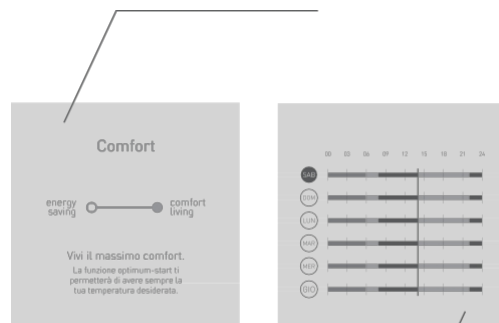 Comfort
energy
saving
comfort
living
Vivi il massimo comfort.
La funzione optimum-start ti
permetterà di avere sempre la
tua temperatura desiderata.
00 03 06 09 12 15 18 21 24
SAB
DOM
LUN
MAR
MER
GIO